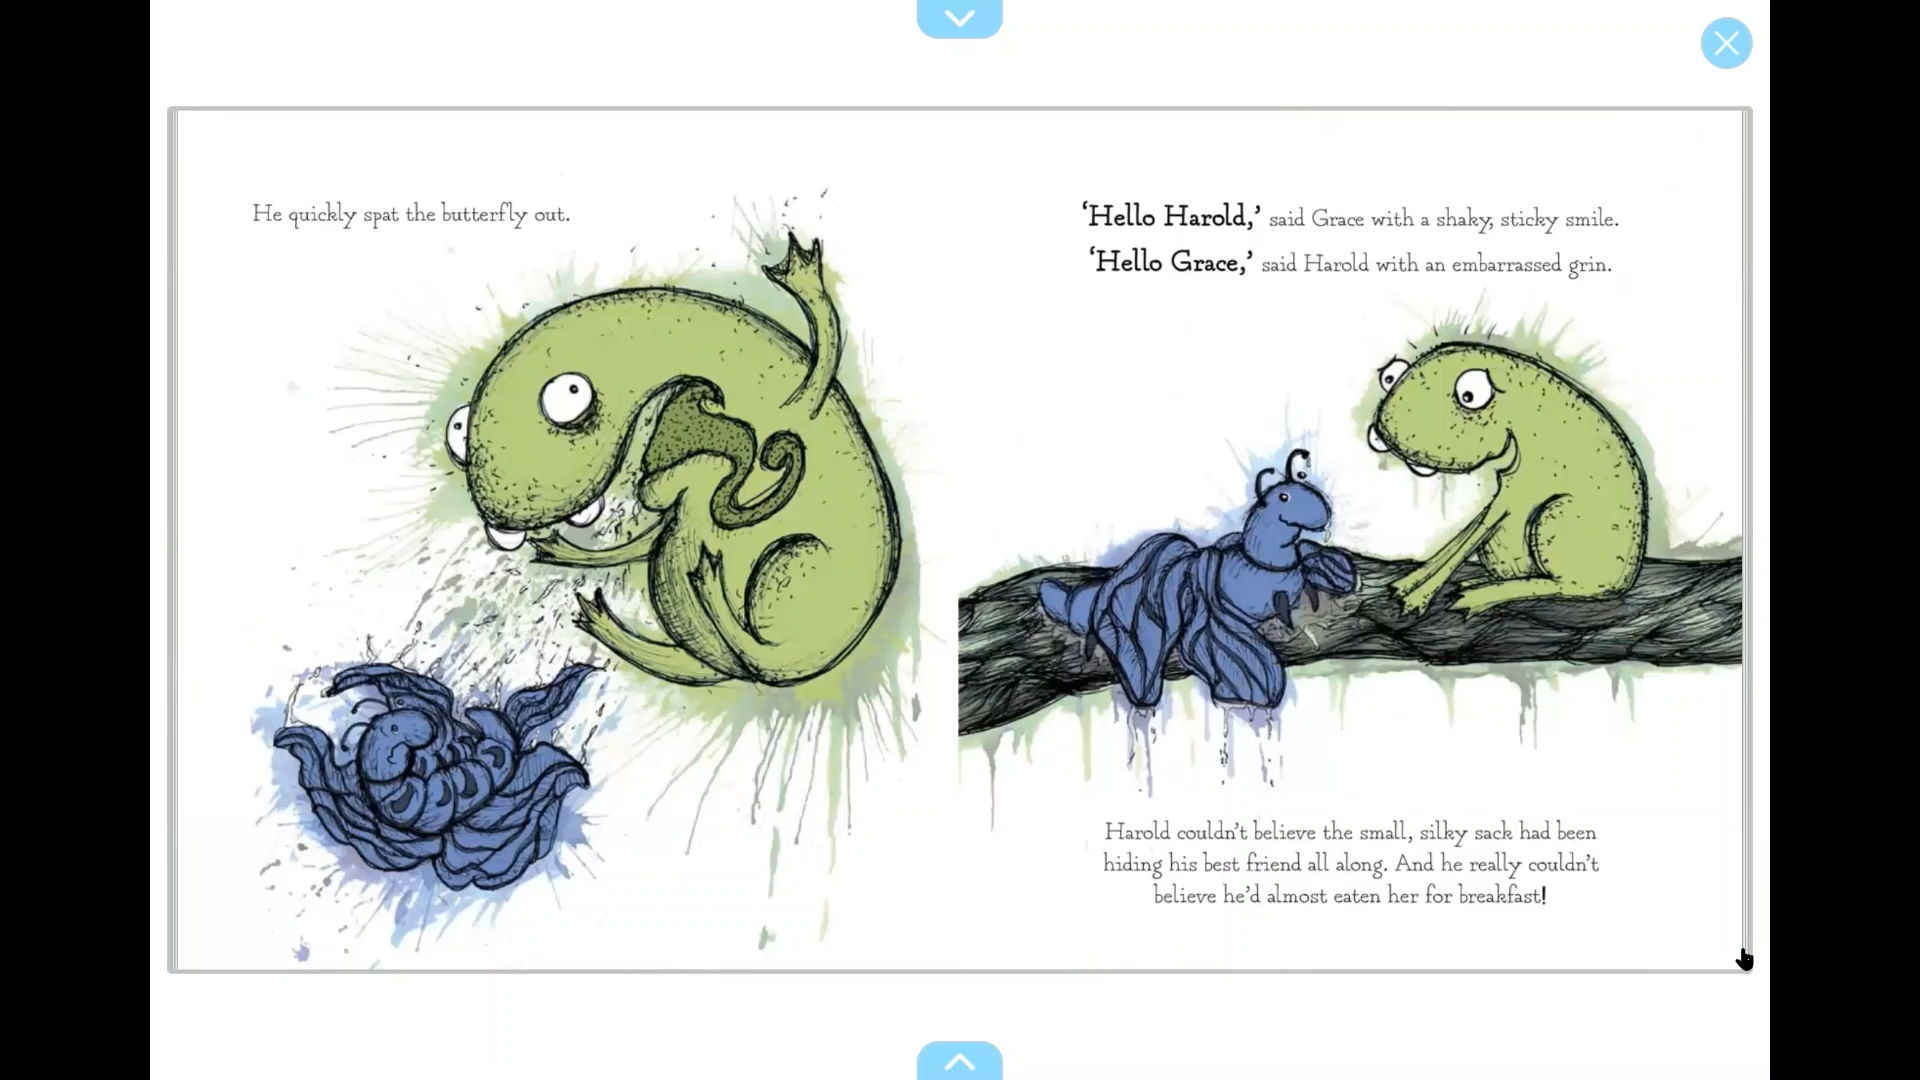 He quickly spat the butterfly out.
‘Hello Harold,’ said Grace with a shaky, sticky smile.
‘Hello Grace,’ said Harold with an embarrassed grin.
Harold couldn’t believe the small, silky sack had been
hiding his best friend all along. And he really couldn’t
believe he’d almost eaten her for breakfast!